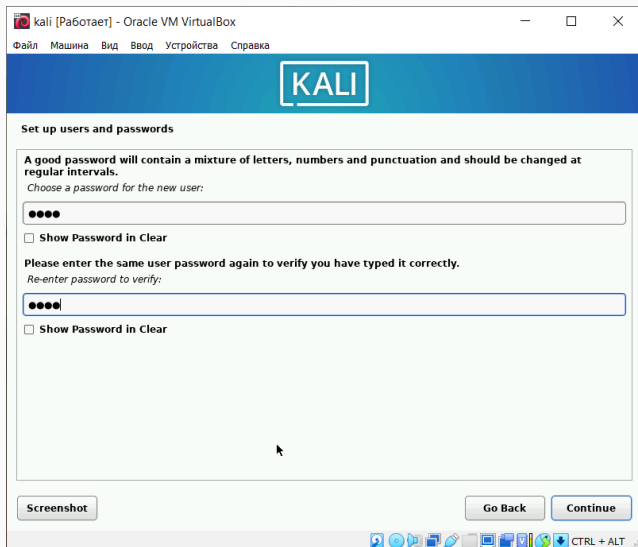 kali [Работает] - Oracle VM VirtualBox
Файл Машина Вид Ввод Устройства Справка
KALI
Set up users and passwords
A good password will contain a mixture of letters, numbers and punctuation and should be changed at
regular intervals.
Choose a password for the new user:
●●●●
Show Password in Clear
Please enter the same user password again to verify you have typed it correctly.
Re-enter password to verify:
●●●●
Show Password in Clear
Screenshot Go Back Continue
CTRL + ALT